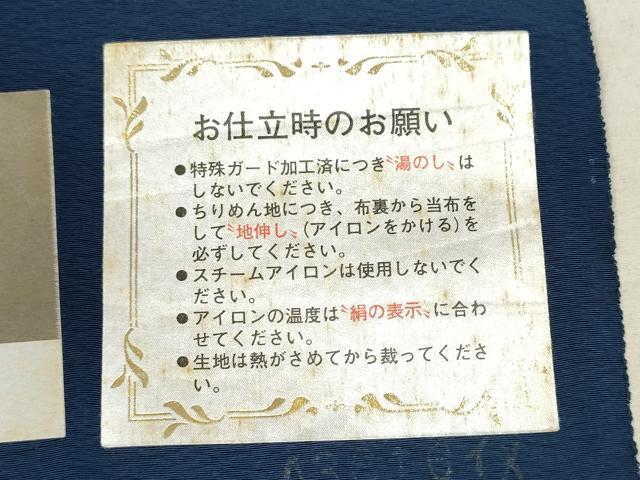 お仕立時のお願い
●特殊ガード加工済につき〝湯のし〟は
しないでください。
●ちりめん地につき、布裏から当布を
して〝地伸し〟(アイロンをかける)を
必ずしてください。
●スチームアイロンは使用しないでく
ださい。
●アイロンの温度は〝絹の表示〟に合わ
せてください。
●生地は熱がさめてから裁ってくださ
い。